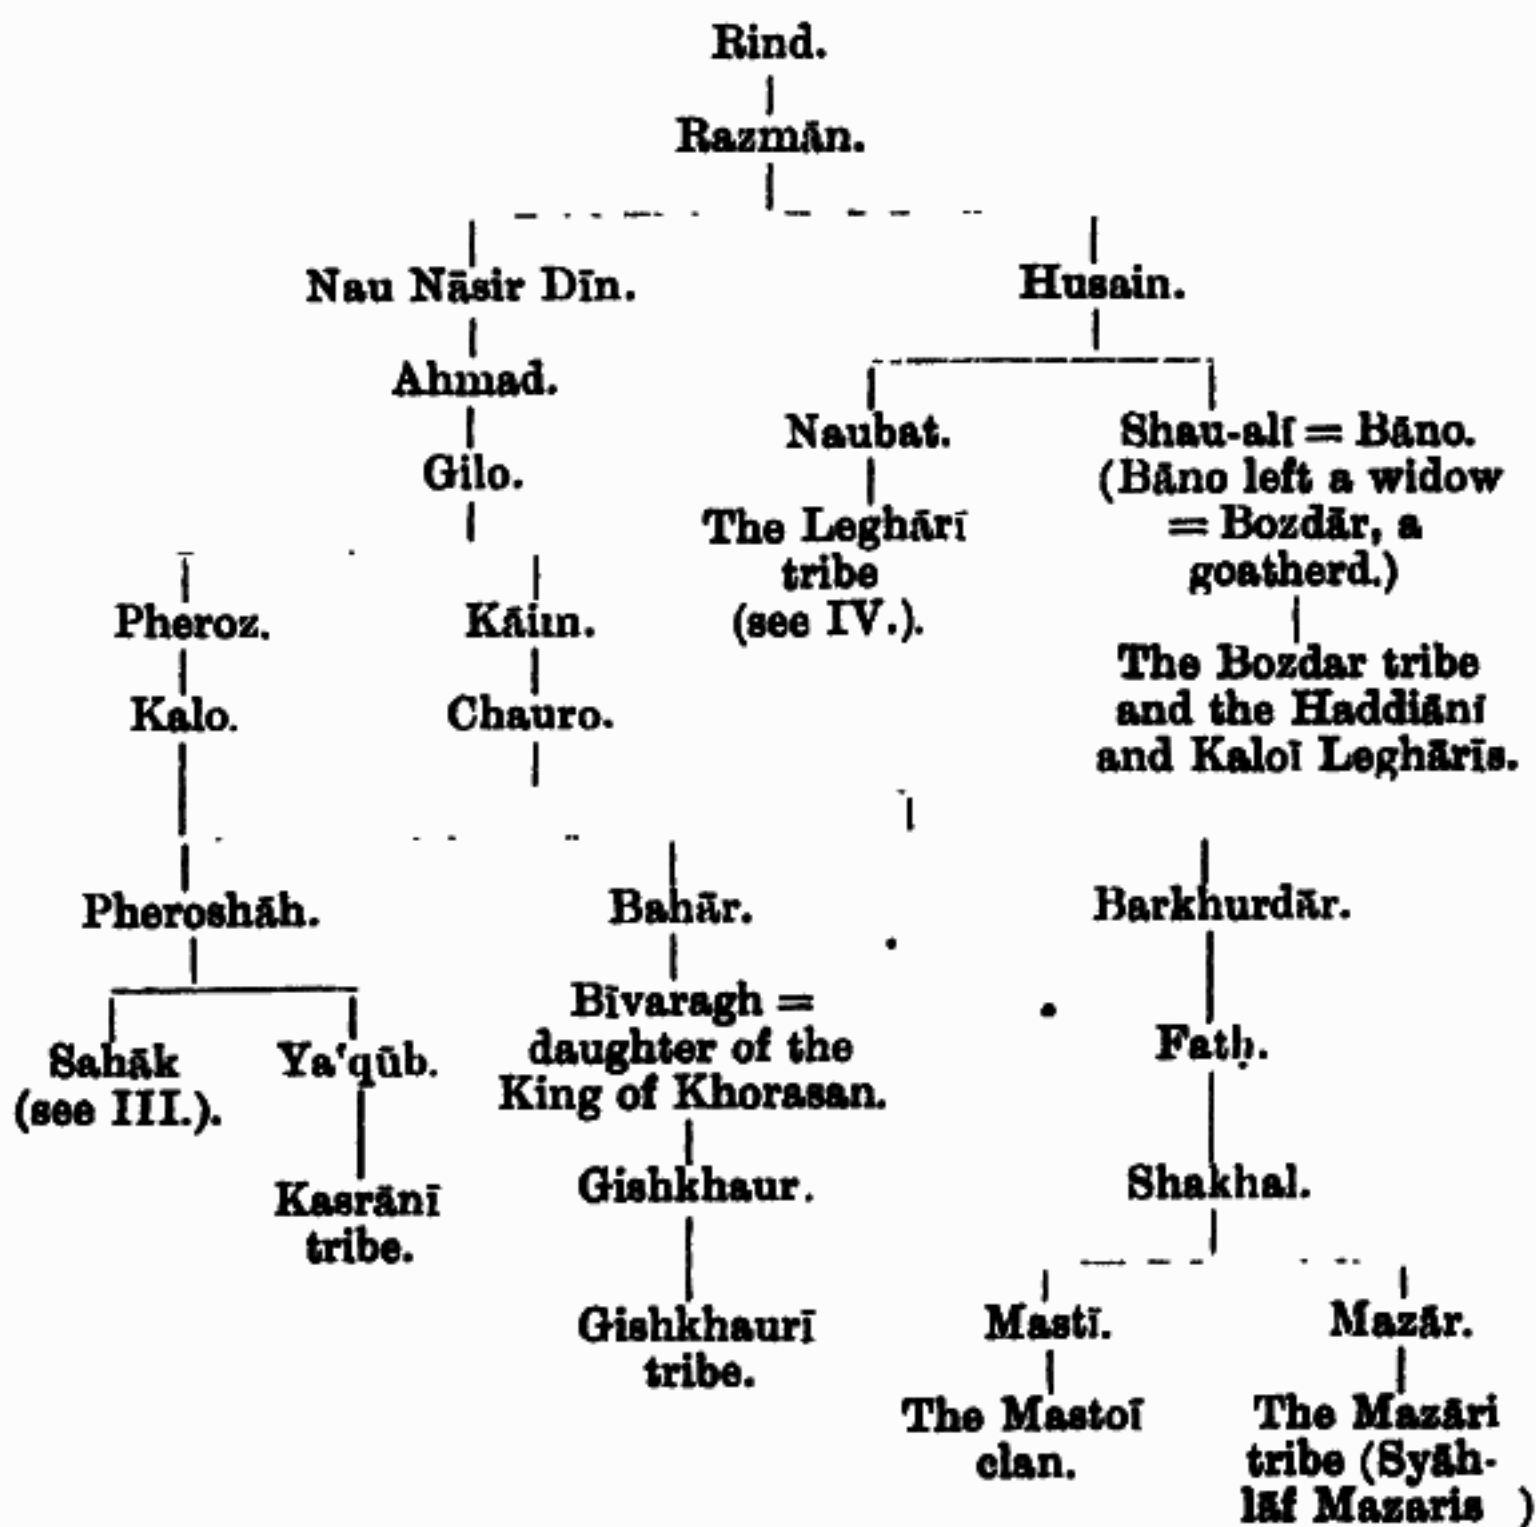 Rind.
Razmān.
Nau Nāsir Dīn.
Husain.
Ahmad.
Naubat.
Shau-alī = Bāno.
(Bāno left a widow
= Bozdār, a
goatherd.)
Gilo.
The Leghārī
tribe
(see IV.).
Pheroz.
Kāim.
The Bozdar tribe
and the Haddiānī
and Kaloī Leghārīs.
Kalo.
Chauro.
Pheroshāh.
Bahār.
Barkhurdār.
Sahāk
(see III.).
Ya‘qūb.
Bīvaragh =
daughter of the
King of Khorasan.
Fatḥ.
Kasrānī
tribe.
Gishkhaur.
Shakhal.
Gishkhaurī
tribe.
Mastī.
Mazār.
The Mastoī
clan.
The Mazāri
tribe (Syāh-
lāf Mazaris )